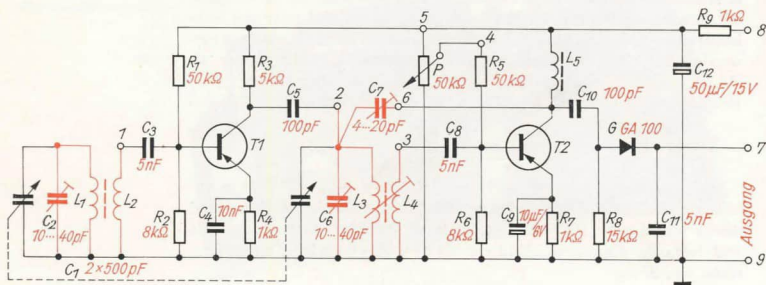 5
R9 1kΩ
8
4
R1
50kΩ
R3
5kΩ
P
50kΩ
R5
50kΩ
L5
C12
50μF/15V
C5
100pF
2
C7
4...20pF
6
C10
100pF
1
C3
5nF
T1
3
C8
5nF
T2
G GA 100
7
C2
10...40pF
L1
L2
R2
8kΩ
C4
10nF
R4
1kΩ
C6
10...40pF
L3
L4
R6
8kΩ
C9
10μF/6V
R7
1kΩ
R8
15kΩ
C11
5nF
Ausgang
C1 2×500pF
9